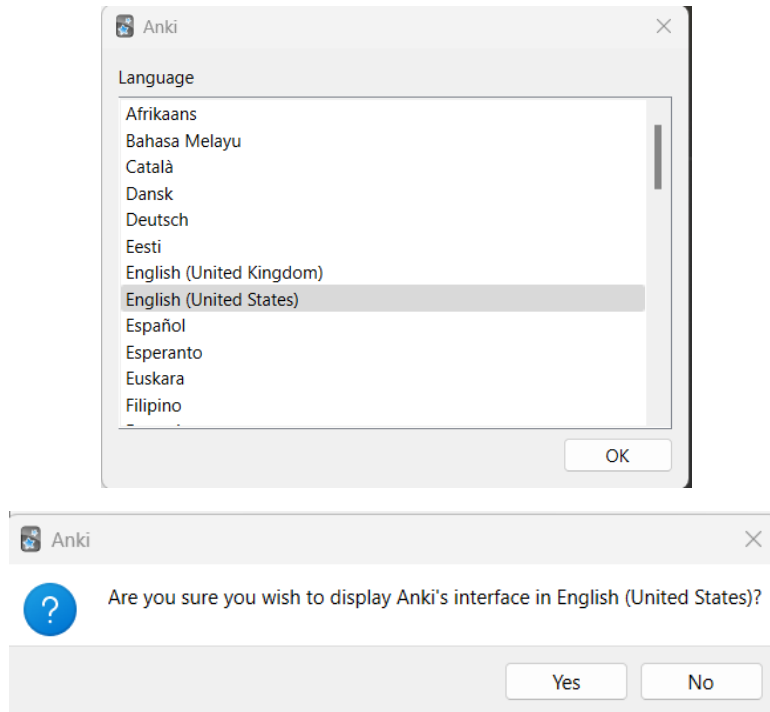 Anki
Language
Afrikaans
Bahasa Melayu
Català
Dansk
Deutsch
Eesti
English (United Kingdom)
English (United States)
Español
Esperanto
Euskara
Filipino
OK
Anki
Are you sure you wish to display Anki's interface in English (United States)?
Yes No